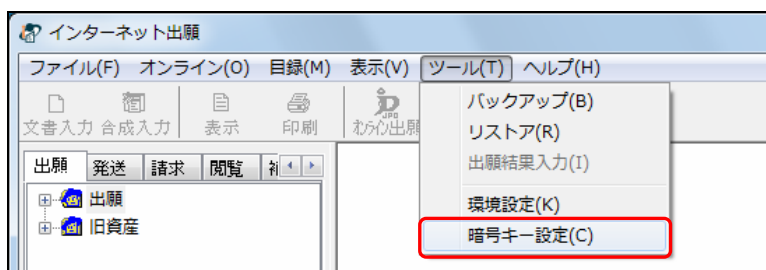 インターネット出願
ファイル(F) オンライン(O) 目録(M) 表示(V) ツール(T) ヘルプ(H)
文書入力 合成入力 表示 印刷 オンライン出願
JPO
バックアップ(B)
リストア(R)
出願結果入力(I)
環境設定(K)
暗号キー設定(C)
出願 発送 請求 閲覧
出願
旧資産